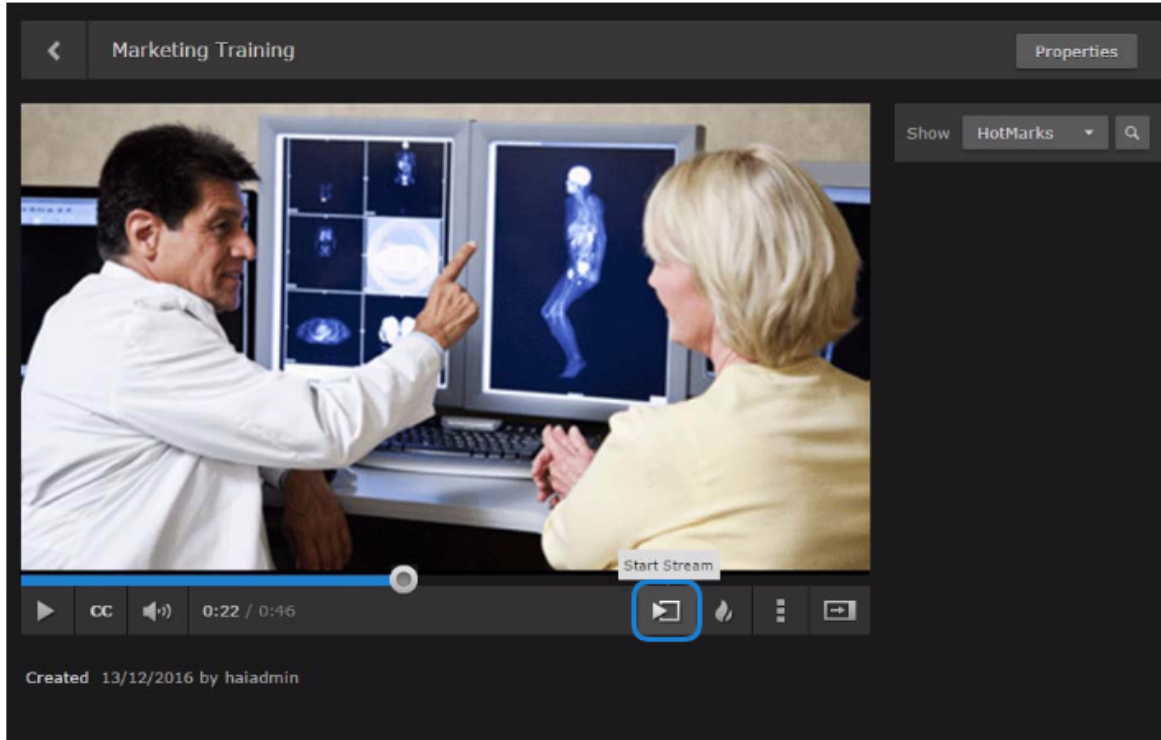 Marketing Training
Properties
Show HotMarks
Start Stream
CC 0:22 / 0:46
Created 13/12/2016 by haiadmin